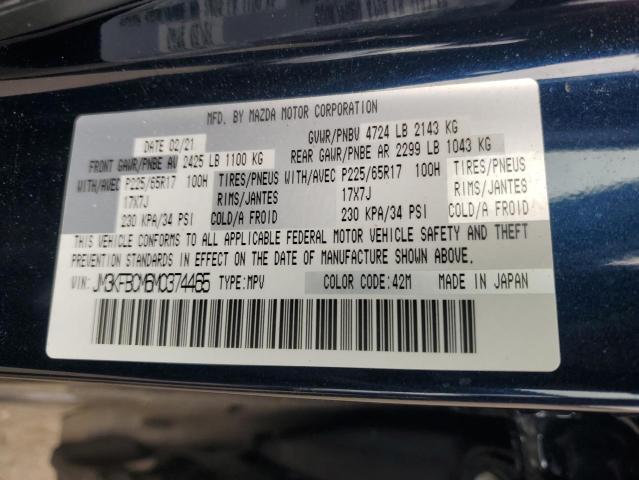 MFD. BY MAZDA MOTOR CORPORATION
DATE 02/21 GVWR/PNBV 4724 LB 2143 KG
FRONT GAWR/PNBE AV 2425 LB 1100 KG REAR GAWR/PNBE AR 2299 LB 1043 KG
WITH/AVEC P225/65R17 100H TIRES/PNEUS WITH/AVEC P225/65R17 100H TIRES/PNEUS
17X7J RIMS/JANTES 17X7J RIMS/JANTES
230 KPA/34 PSI COLD/A FROID 230 KPA/34 PSI COLD/A FROID
THIS VEHICLE CONFORMS TO ALL APPLICABLE FEDERAL MOTOR VEHICLE SAFETY AND THEFT
PREVENTION STANDARDS IN EFFECT ON THE DATE OF MANUFACTURE SHOWN ABOVE.
VIN: JM3KFBCM6M0374465 TYPE:MPV COLOR CODE:42M MADE IN JAPAN